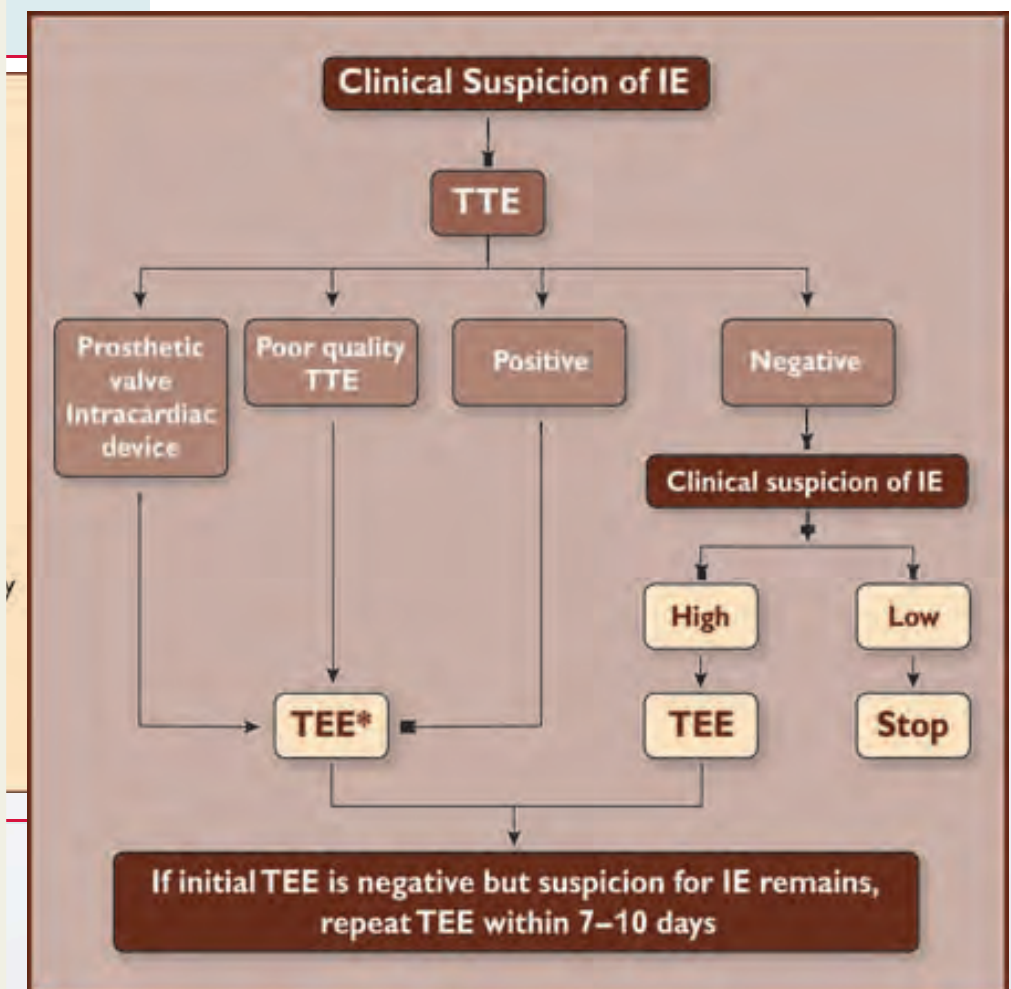 Clinical Suspicion of IE
TTE
Prosthetic
valve
Intracardiac
device
Poor quality
TTE
Positive
Negative
Clinical suspicion of IE
High
Low
y
TEE*
TEE
Stop
If initial TEE is negative but suspicion for IE remains,
repeat TEE within 7–10 days